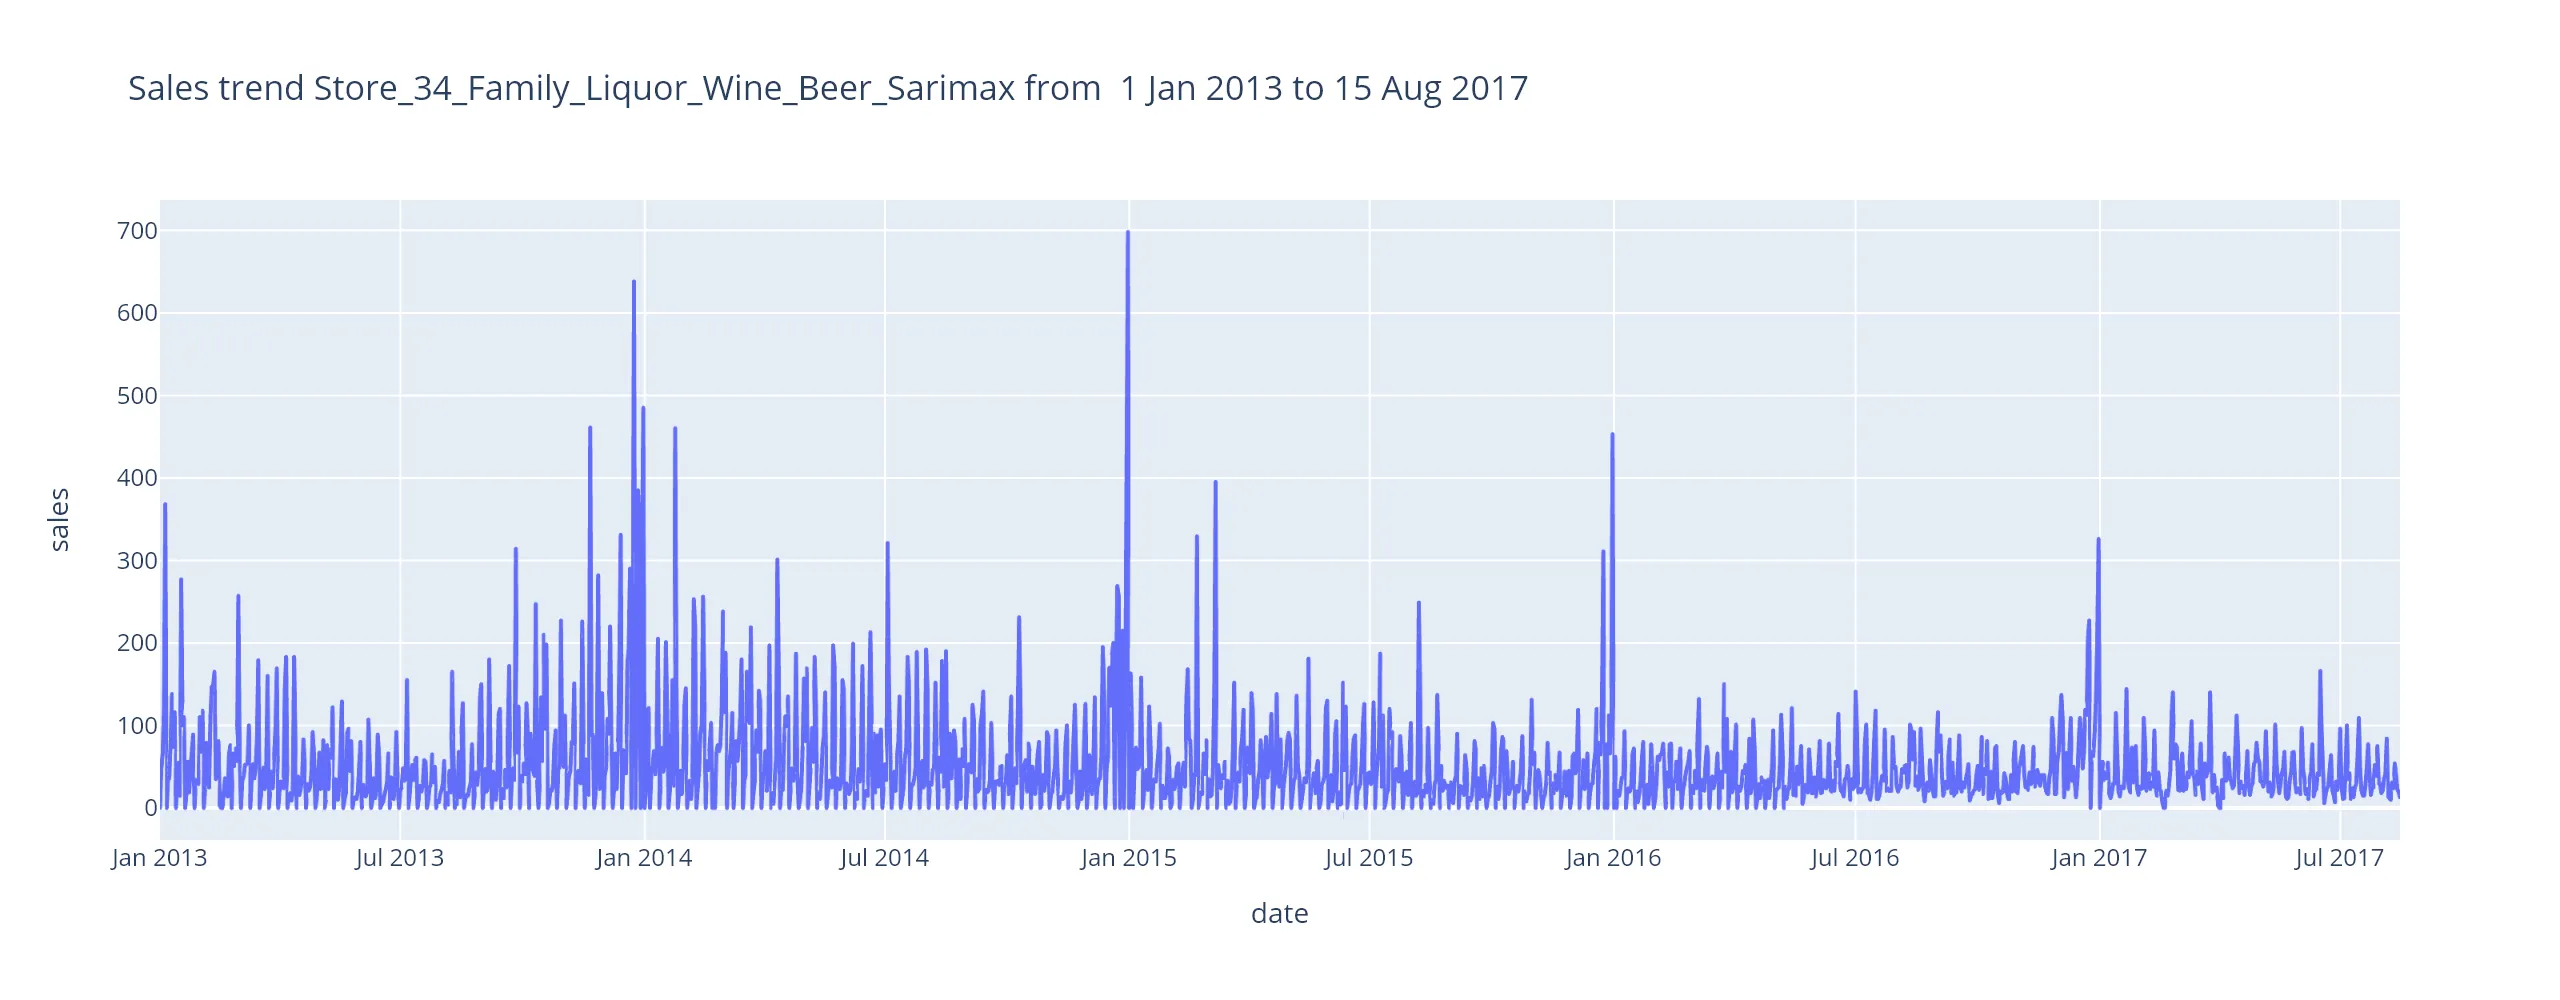 Sales trend Store_34_Family_Liquor_Wine_Beer_Sarimax from  1 Jan 2013 to 15 Aug 2017
700
600
500
400
300
200
100
0
sales
Jan 2013 Jul 2013 Jan 2014 Jul 2014 Jan 2015 Jul 2015 Jan 2016 Jul 2016 Jan 2017 Jul 2017
date